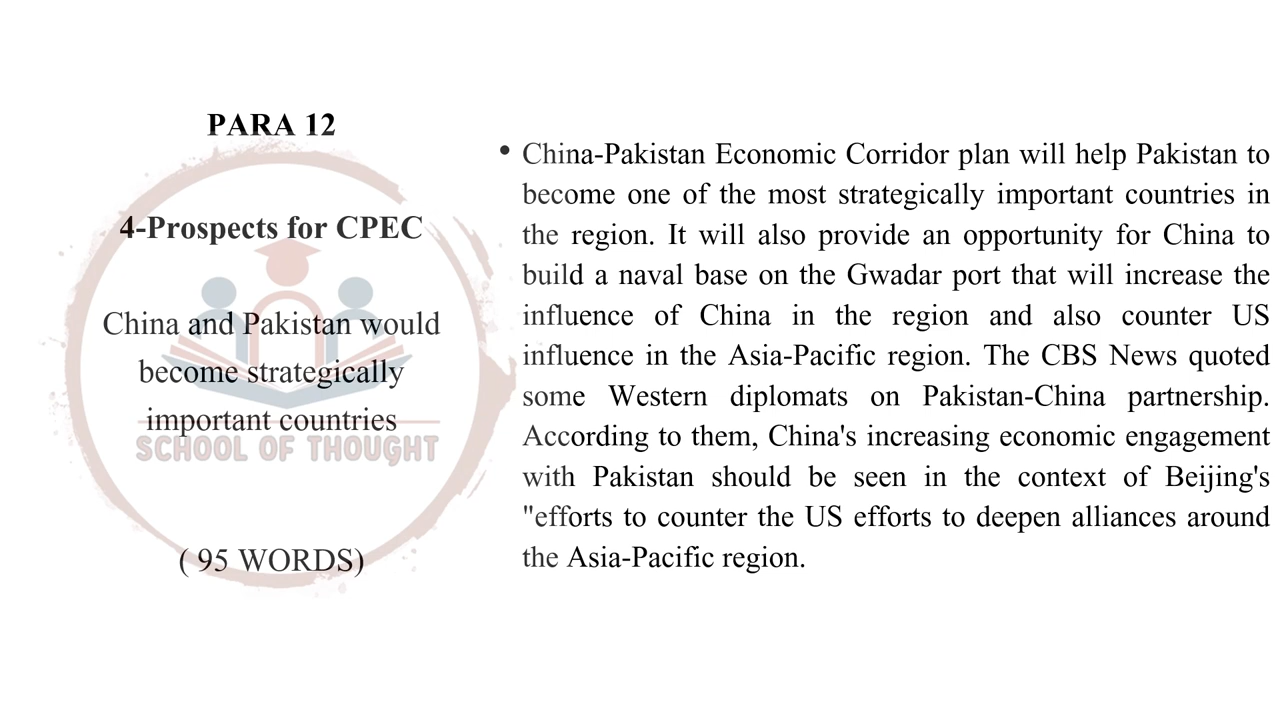 PARA 12
4-Prospects for CPEC
China and Pakistan would
become strategically
important countries
SCHOOL OF THOUGHT
( 95 WORDS)
• China-Pakistan Economic Corridor plan will help Pakistan to
become one of the most strategically important countries in
the region. It will also provide an opportunity for China to
build a naval base on the Gwadar port that will increase the
influence of China in the region and also counter US
influence in the Asia-Pacific region. The CBS News quoted
some Western diplomats on Pakistan-China partnership.
According to them, China's increasing economic engagement
with Pakistan should be seen in the context of Beijing's
"efforts to counter the US efforts to deepen alliances around
the Asia-Pacific region.